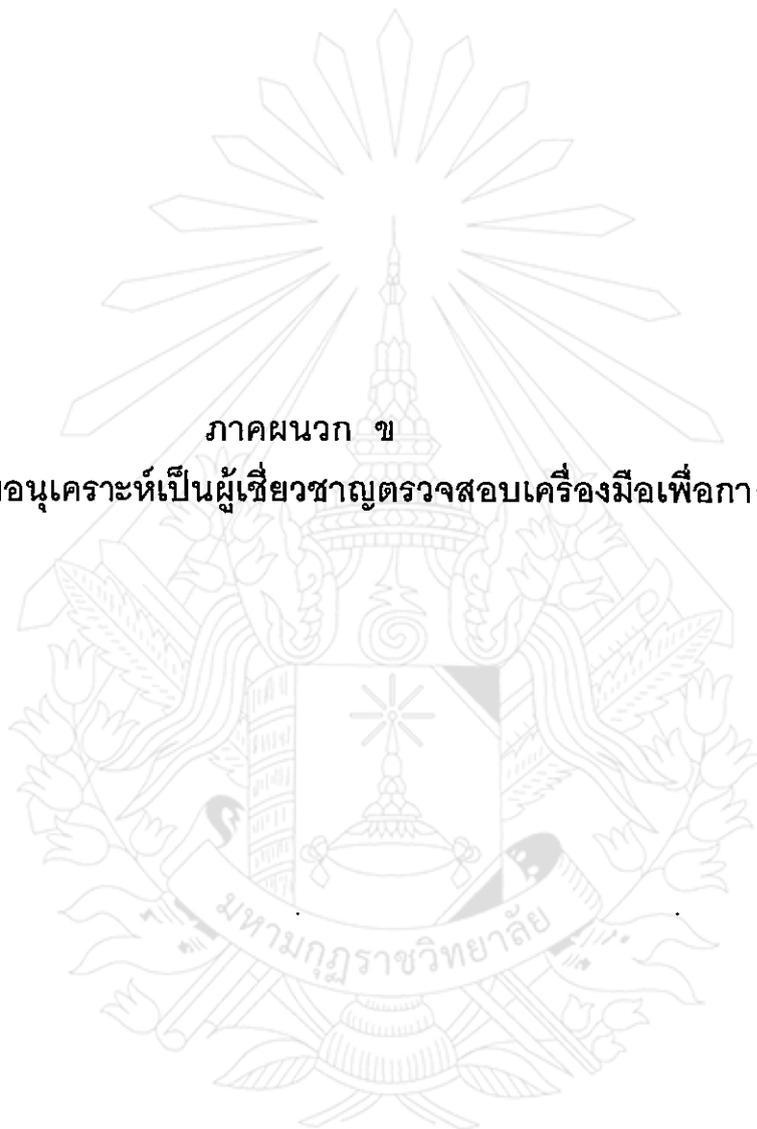 ภาคผนวก ข
อนุเคราะห์เป็นผู้เชี่ยวชาญตรวจสอบเครื่องมือเพื่อกา
มหามกุฏราชวิทยาลัย